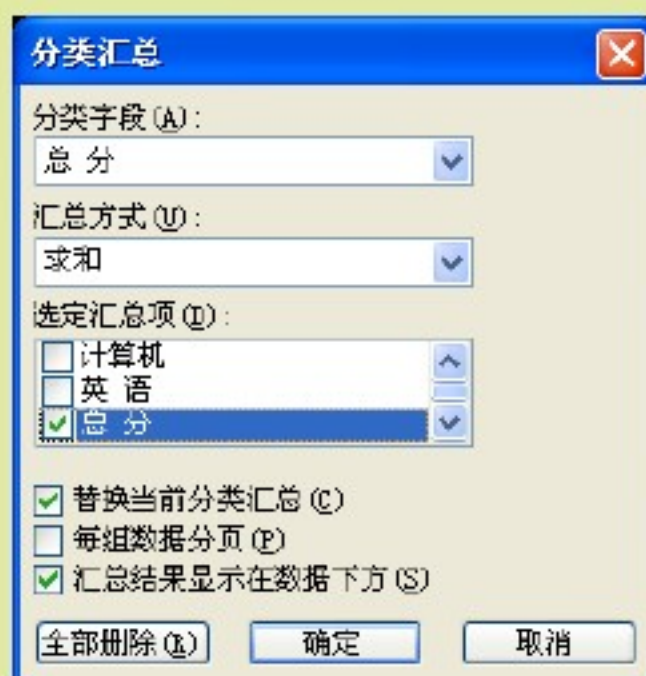 分类汇总
分类字段(A):
总 分
汇总方式(U):
求和
选定汇总项(D):
计算机
英 语
总 分
替换当前分类汇总(C)
每组数据分页(P)
汇总结果显示在数据下方(S)
全部删除(R) 确定 取消